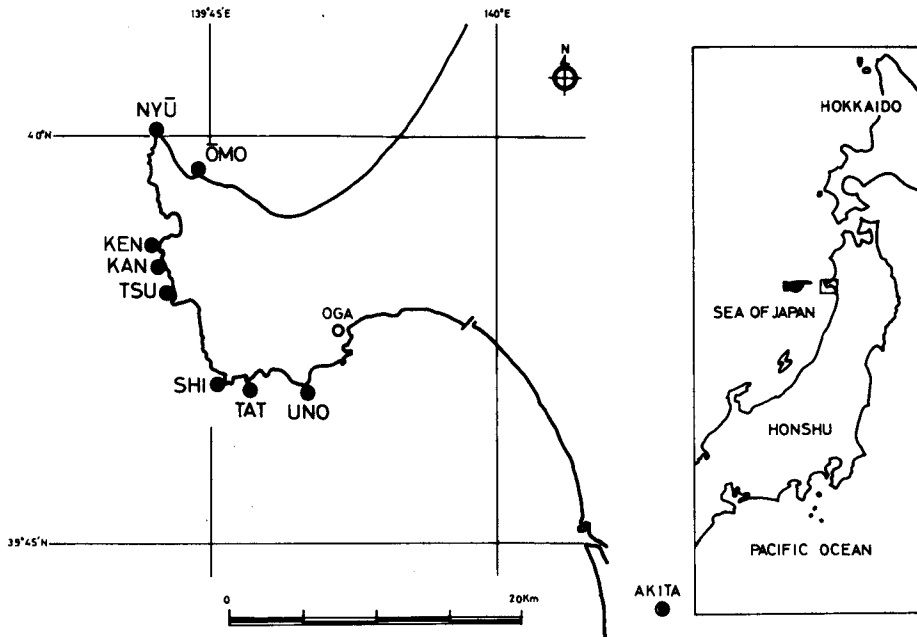 139°45'E
140°E
N
NYŪ
40°N
ŌMO
KEN
KAN
TSU
OGA
SHI
TAT
UNO
39°45'N
0
20Km
AKITA
HOKKAIDO
SEA OF JAPAN
HONSHU
PACIFIC OCEAN